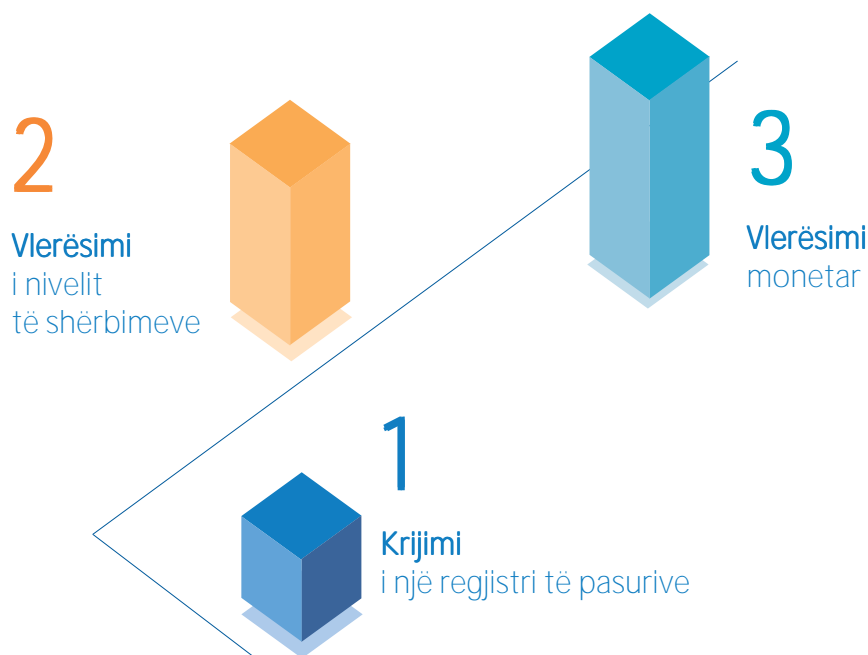 2
Vlerësimi
i nivelit
të shërbimeve
3
Vlerësimi
monetar
1
Krijimi
i një regjistri të pasurive